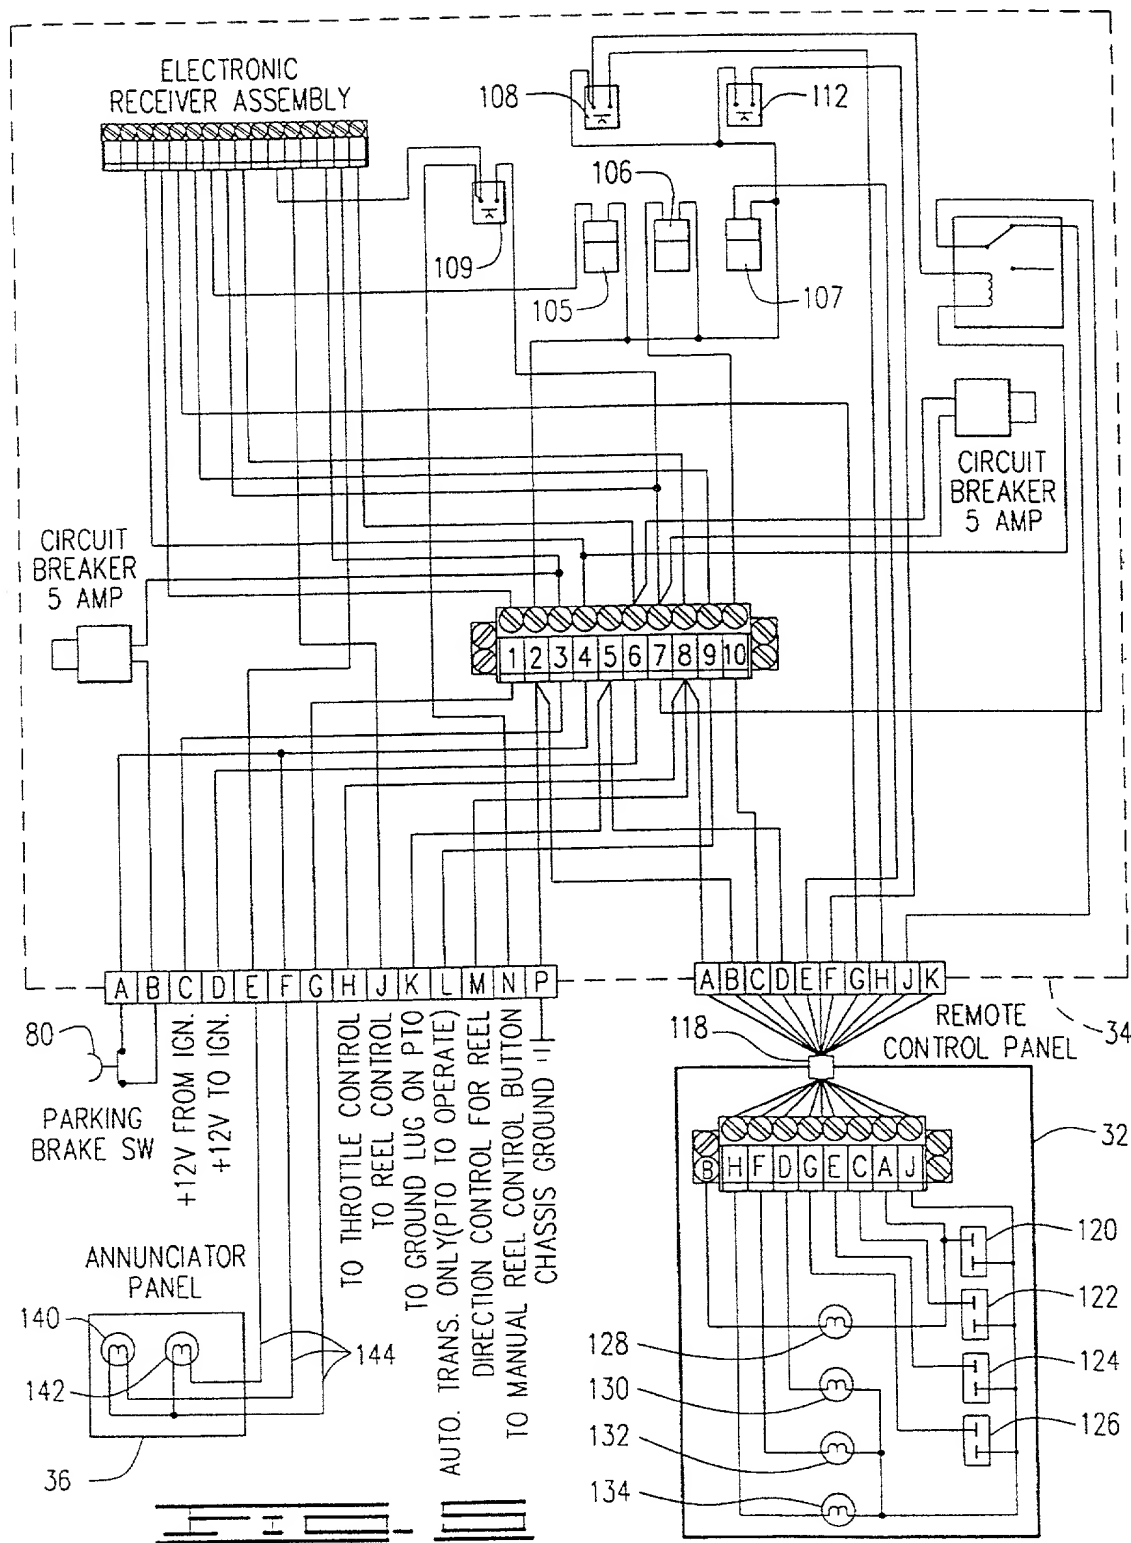 ELECTRONIC
RECEIVER ASSEMBLY
108
112
106
109
105
107
CIRCUIT
BREAKER
5 AMP
CIRCUIT
BREAKER
5 AMP
1 2 3 4 5 6 7 8 9 10
A B C D E F G H J K L M N P
A B C D E F G H J K
80
PARKING
BRAKE SW
+12V FROM IGN.
+12V TO IGN.
TO THROTTLE CONTROL
TO REEL CONTROL
TO GROUND LUG ON PTO
AUTO. TRANS. ONLY(PTO TO OPERATE)
DIRECTION CONTROL FOR REEL
TO MANUAL REEL CONTROL BUTTON
CHASSIS GROUND
118
REMOTE
CONTROL PANEL
34
32
B H F D G E C A J
120
122
124
126
128
130
132
134
ANNUNCIATOR
PANEL
140
142
144
36